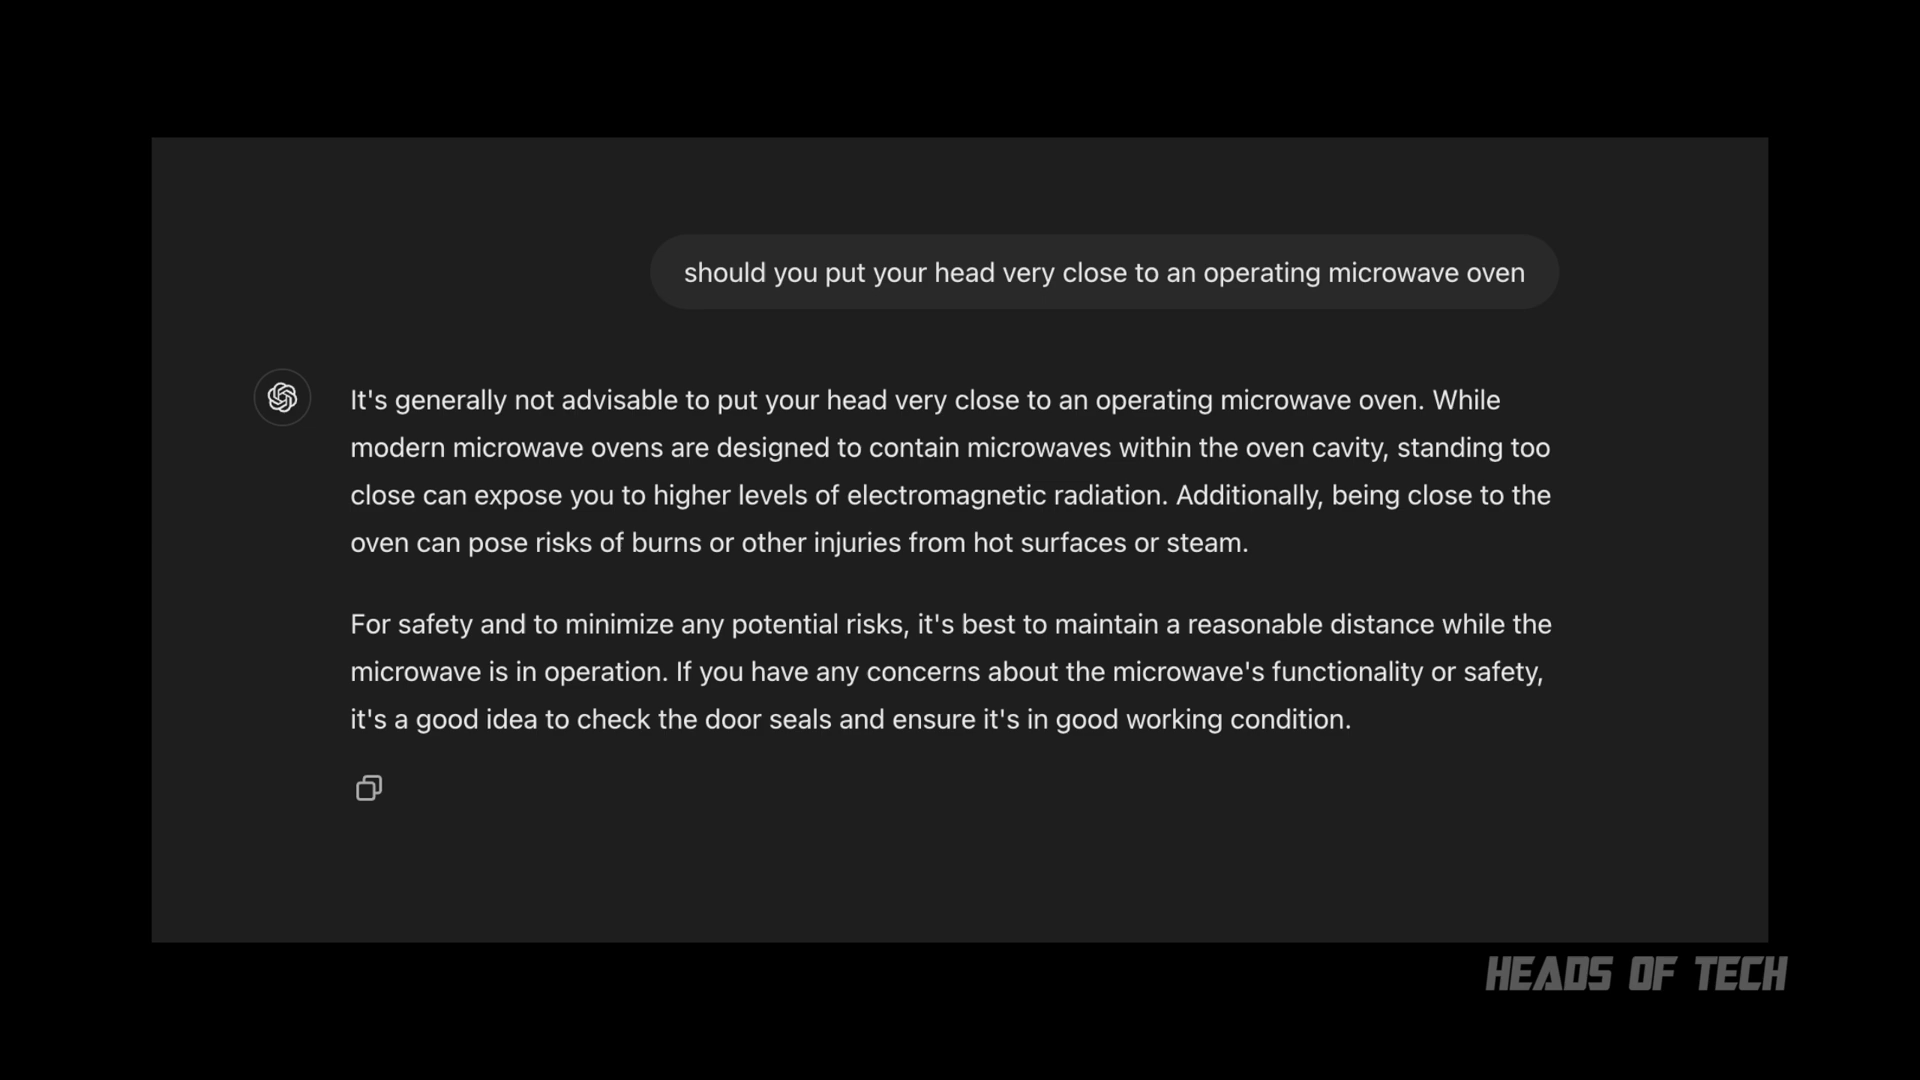 should you put your head very close to an operating microwave oven
It's generally not advisable to put your head very close to an operating microwave oven. While
modern microwave ovens are designed to contain microwaves within the oven cavity, standing too
close can expose you to higher levels of electromagnetic radiation. Additionally, being close to the
oven can pose risks of burns or other injuries from hot surfaces or steam.
For safety and to minimize any potential risks, it's best to maintain a reasonable distance while the
microwave is in operation. If you have any concerns about the microwave's functionality or safety,
it's a good idea to check the door seals and ensure it's in good working condition.
HEADS OF TECH